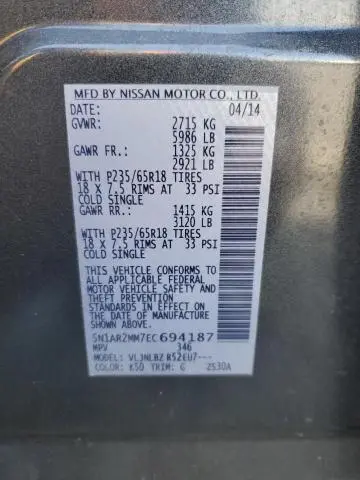 MFD BY NISSAN MOTOR CO., LTD.
DATE: 04/14
GVWR: 2715 KG
5986 LB
GAWR FR.: 1325 KG
2921 LB
WITH P235/65R18 TIRES
18 X 7.5 RIMS AT 33 PSI
COLD SINGLE
GAWR RR.: 1415 KG
3120 LB
WITH P235/65R18 TIRES
18 X 7.5 RIMS AT 33 PSI
COLD SINGLE
THIS VEHICLE CONFORMS TO
ALL APPLICABLE FEDERAL
MOTOR VEHICLE SAFETY
STANDARDS IN EFFECT ON
THE DATE OF MANUFACTURE
SHOWN ABOVE.
5N1AR2MM7EC694187
MPV 346
MODEL: VLJNLBZ R52EU7---
COLOR: K50 TRIM: G 2530A